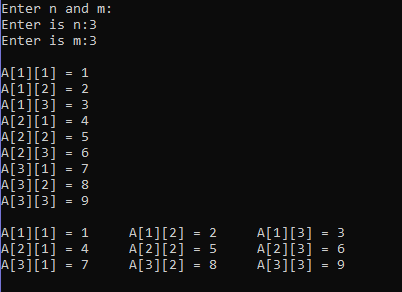 Enter n and m:
Enter is n:3
Enter is m:3
A[1][1] = 1
A[1][2] = 2
A[1][3] = 3
A[2][1] = 4
A[2][2] = 5
A[2][3] = 6
A[3][1] = 7
A[3][2] = 8
A[3][3] = 9
A[1][1] = 1     A[1][2] = 2     A[1][3] = 3
A[2][1] = 4     A[2][2] = 5     A[2][3] = 6
A[3][1] = 7     A[3][2] = 8     A[3][3] = 9